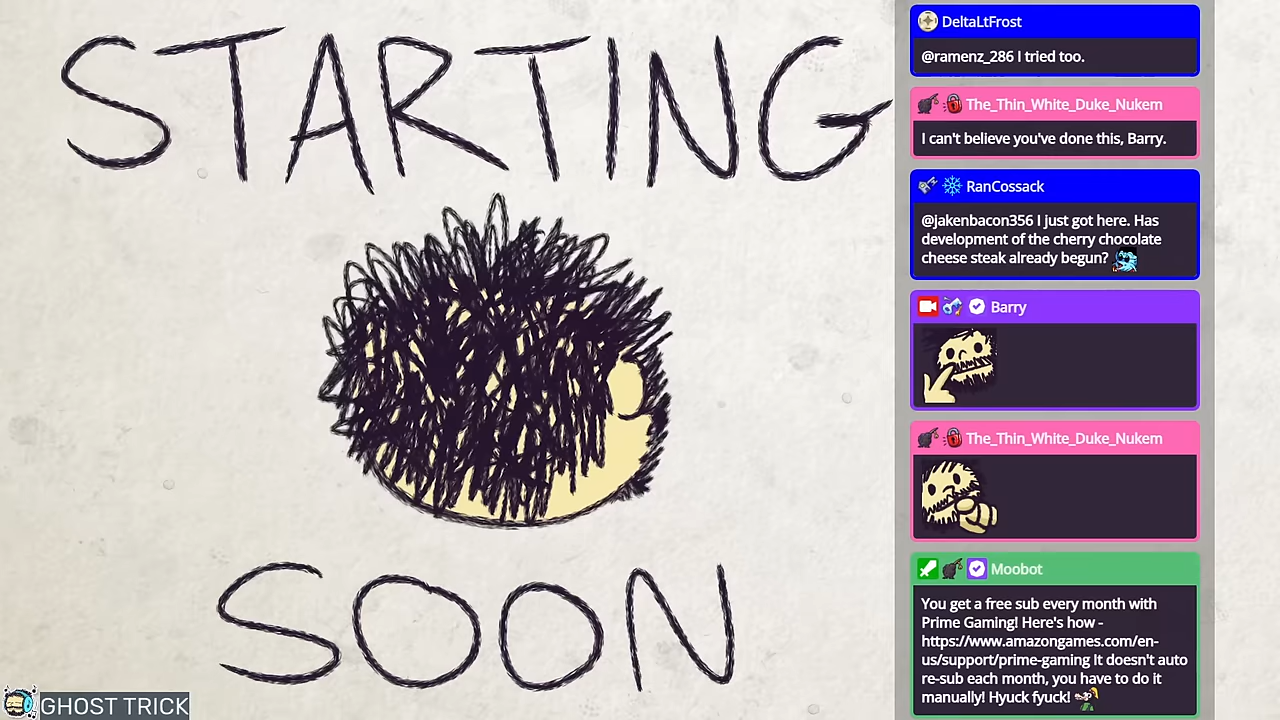 STARTING
SOON
GHOST TRICK
DeltaLtFrost
@ramenz_286 I tried too.
The_Thin_White_Duke_Nukem
I can't believe you've done this, Barry.
RanCossack
@jakenbacon356 I just got here. Has
development of the cherry chocolate
cheese steak already begun?
Barry
The_Thin_White_Duke_Nukem
Moobot
You get a free sub every month with
Prime Gaming! Here's how -
https://www.amazongames.com/en-
us/support/prime-gaming It doesn't auto
re-sub each month, you have to do it
manually! Hyuck fyuck!